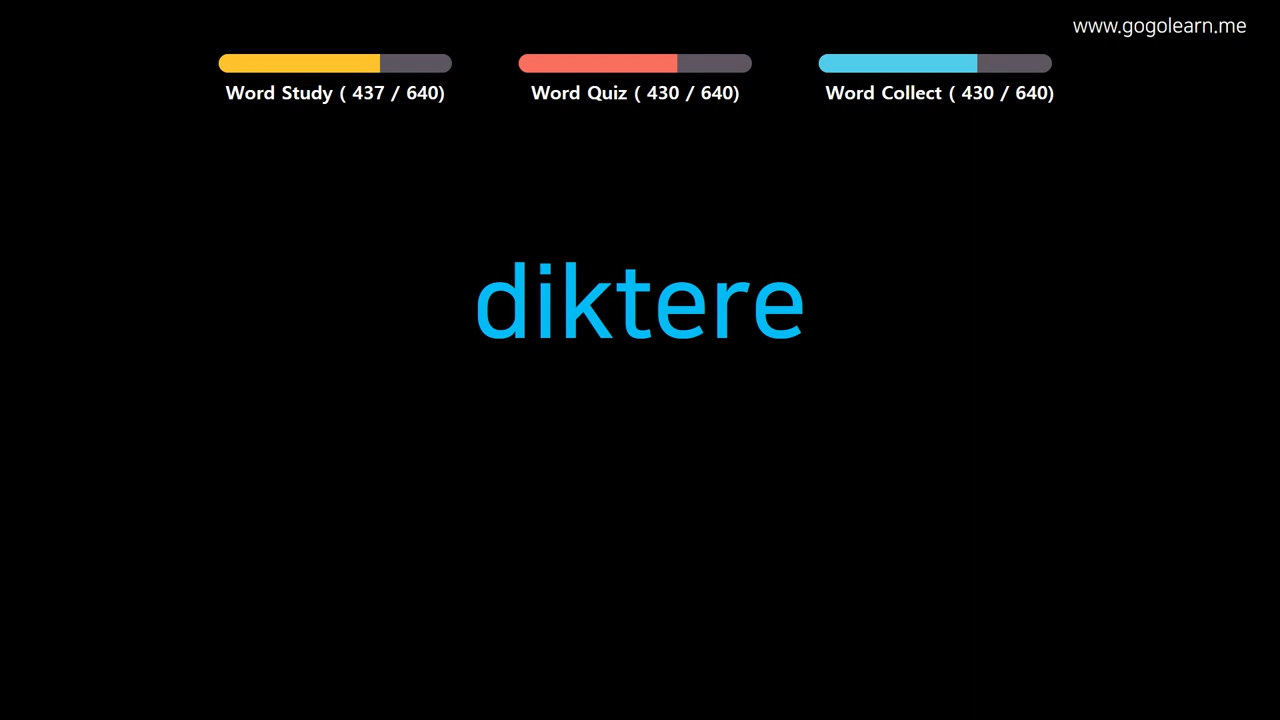 www.gogolearn.me
Word Study ( 437 / 640)
Word Quiz ( 430 / 640)
Word Collect ( 430 / 640)
diktere